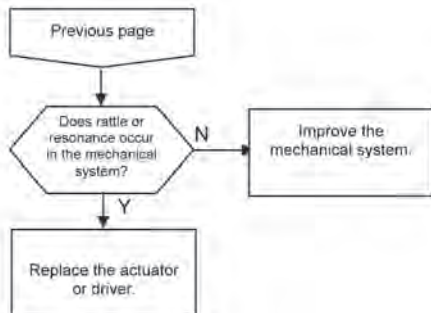 Previous page
Does rattle or
resonance occur
in the mechanical
system?
N
Improve the
mechanical system.
Y
Replace the actuator
or driver.